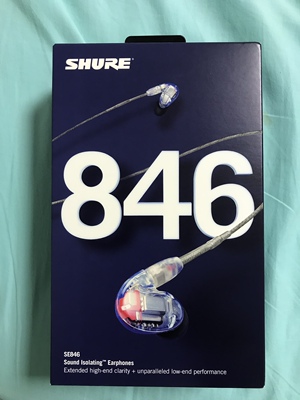 SHURE
846
SE846
Sound Isolating™ Earphones
Extended high-end clarity + unparalleled low-end performance